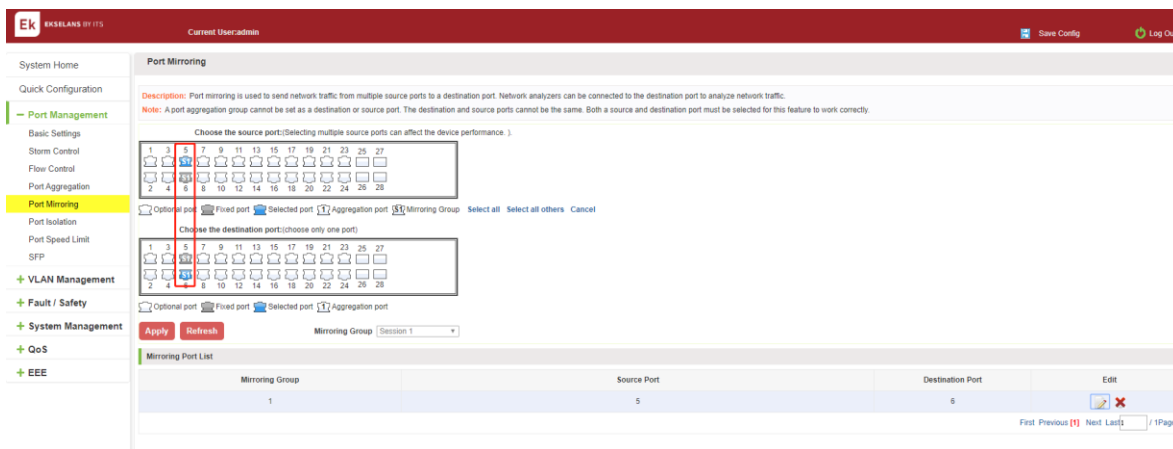 Ek EKSELANS BY ITS
Current User:admin
Save Config
Log Ou
System Home
Quick Configuration
Port Management
Basic Settings
Storm Control
Flow Control
Port Aggregation
Port Mirroring
Port Isolation
Port Speed Limit
SFP
VLAN Management
Fault / Safety
System Management
QoS
EEE
Port Mirroring
Description: Port mirroring is used to send network traffic from multiple source ports to a destination port. Network analyzers can be connected to the destination port to analyze network traffic.
Note: A port aggregation group cannot be set as a destination or source port. The destination and source ports cannot be the same. Both a source and destination port must be selected for this feature to work correctly.
Choose the source port:(Selecting multiple source ports can affect the device performance. ).
1 3 5 7 9 11 13 15 17 19 21 23 25 27
S1
S1
2 4 6 8 10 12 14 16 18 20 22 24 26 28
Optional port Fixed port Selected port 1 Aggregation port S1 Mirroring Group Select all Select all others Cancel
Choose the destination port:(choose only one port)
1 3 5 7 9 11 13 15 17 19 21 23 25 27
S1
S1
2 4 6 8 10 12 14 16 18 20 22 24 26 28
Optional port Fixed port Selected port 1 Aggregation port
Apply Refresh Mirroring Group Session 1
Mirroring Port List
Mirroring Group Source Port Destination Port Edit
1 5 6
First Previous [1] Next Last 1 / 1Page